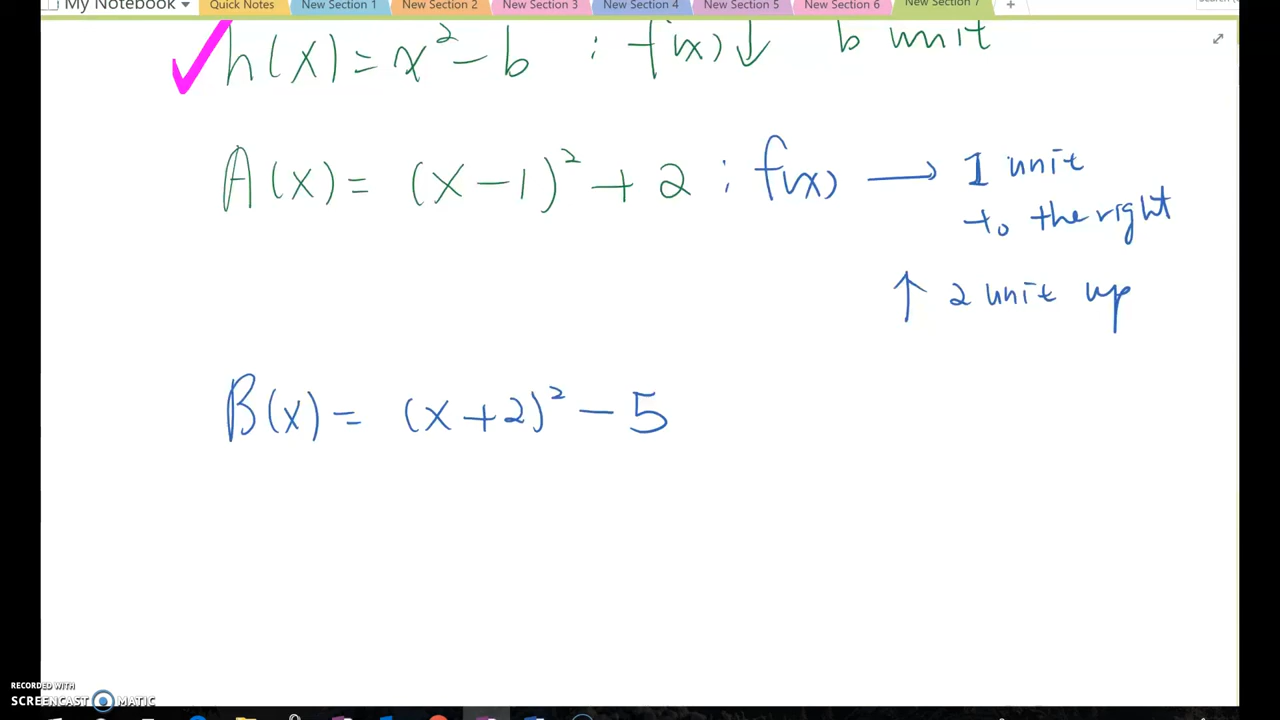 My Notebook Quick Notes New Section 1 New Section 2 New Section 3 New Section 4 New Section 5 New Section 6 New Section 7 +
h(x) = x² - b : f(x) ↓ b unit
A(x) = (x - 1)² + 2 ; f(x) → 1 unit
to the right
↑ 2 unit up
B(x) = (x + 2)² - 5
RECORDED WITH
SCREENCAST MATIC